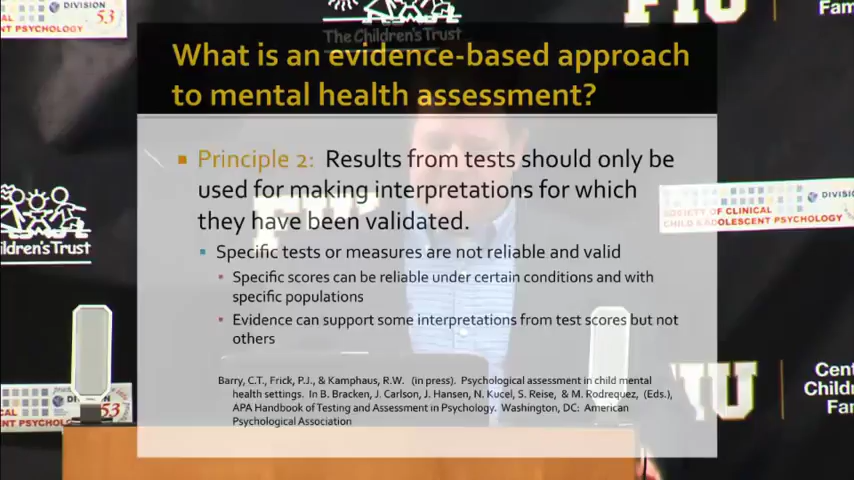 DIVISION
53
NT PSYCHOLOGY
The Children's Trust
FIU
Fam
What is an evidence-based approach
to mental health assessment?
Principle 2: Results from tests should only be
used for making interpretations for which
they have been validated.
Specific tests or measures are not reliable and valid
Specific scores can be reliable under certain conditions and with
specific populations
Evidence can support some interpretations from test scores but not
others
Barry, C.T., Frick, P.J., & Kamphaus, R.W. (in press). Psychological assessment in child mental
health settings. In B. Bracken, J. Carlson, J. Hansen, N. Kucel, S. Reise, & M. Rodrequez, (Eds.),
APA Handbook of Testing and Assessment in Psychology. Washington, DC: American
Psychological Association
DIVISIO
SOCIETY OF CLINICAL
CHILD & ADOLESCENT PSYCHOLOGY
Children's Trust
FIU
Cent
Childr
Fam
CAL
ENT PSYCHOLOGY
53